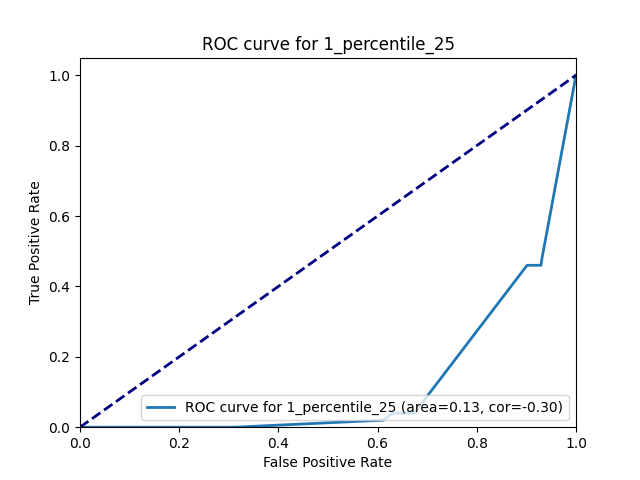 ROC curve for 1_percentile_25
1.0
0.8
0.6
0.4
0.2
0.0
True Positive Rate
ROC curve for 1_percentile_25 (area=0.13, cor=-0.30)
0.0 0.2 0.4 0.6 0.8 1.0
False Positive Rate